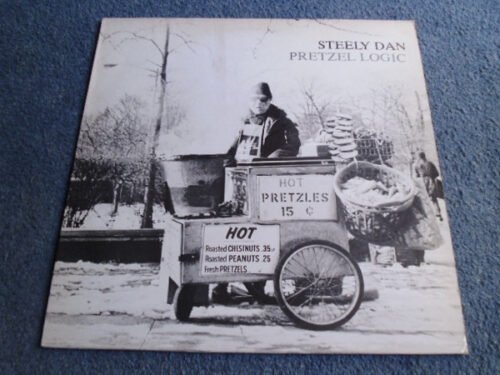 STEELY DAN
PRETZEL LOGIC
HOT
PRETZLES
15 ¢
HOT
Roasted CHESTNUTS .35
Roasted PEANUTS 25
Fresh PRETZELS